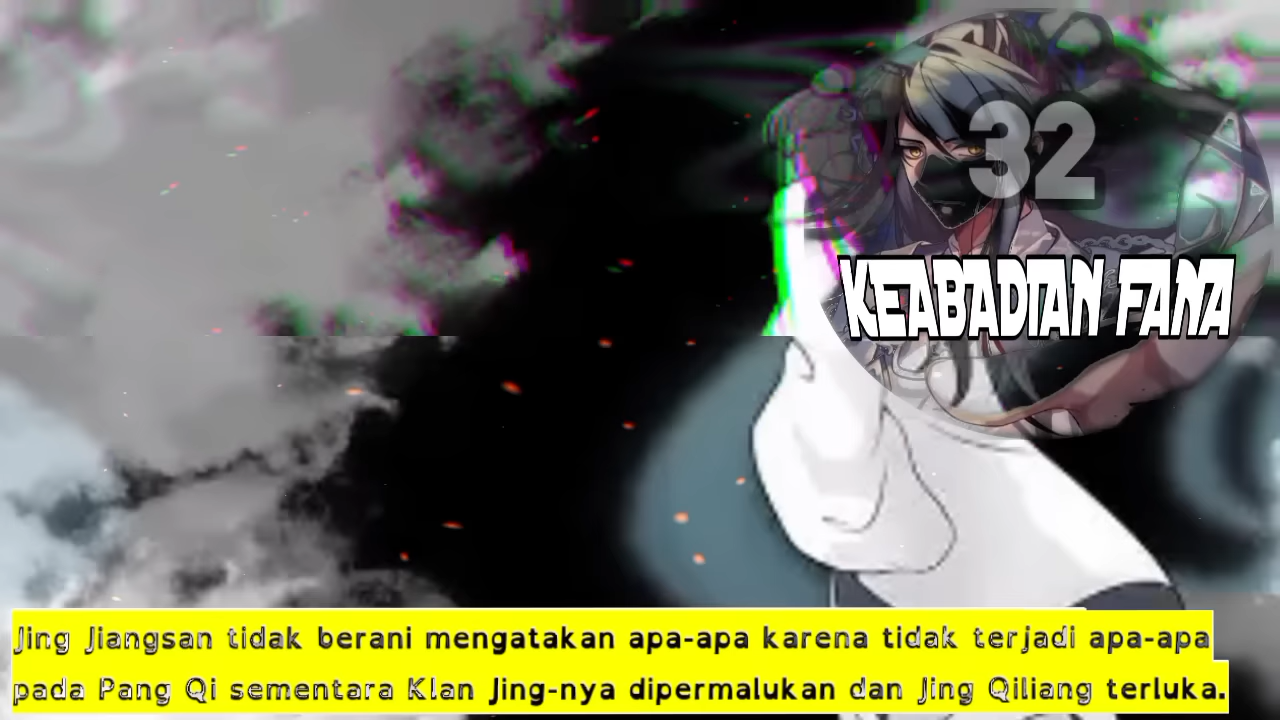 32
KEABADIAN FANA
Jing Jiangsan tidak berani mengatakan apa-apa karena tidak terjadi apa-apa
pada Pang Qi sementara Klan Jing-nya dipermalukan dan Jing Qiliang terluka.